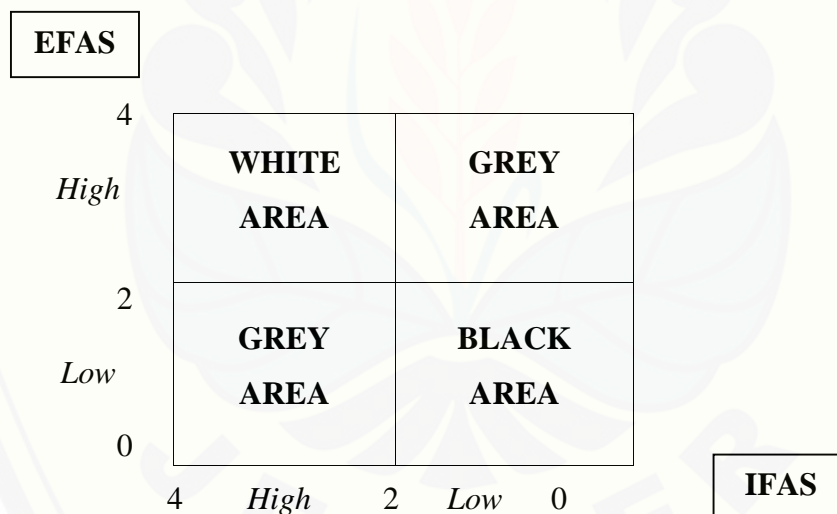 EFAS
4
WHITE GREY
High
AREA AREA
2
GREY BLACK
Low
AREA AREA
0
IFAS
4 High 2 Low 0